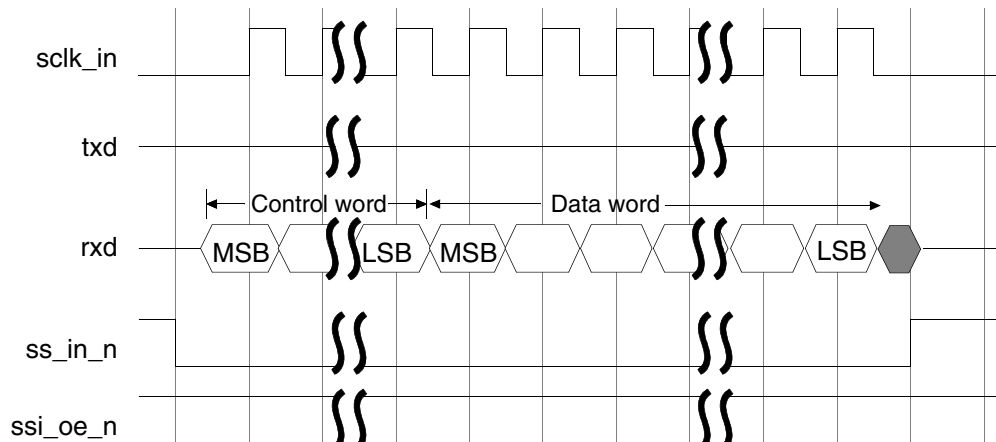 sclk_in
txd
Control word
Data word
rxd
MSB
LSB
MSB
LSB
ss_in_n
ssi_oe_n